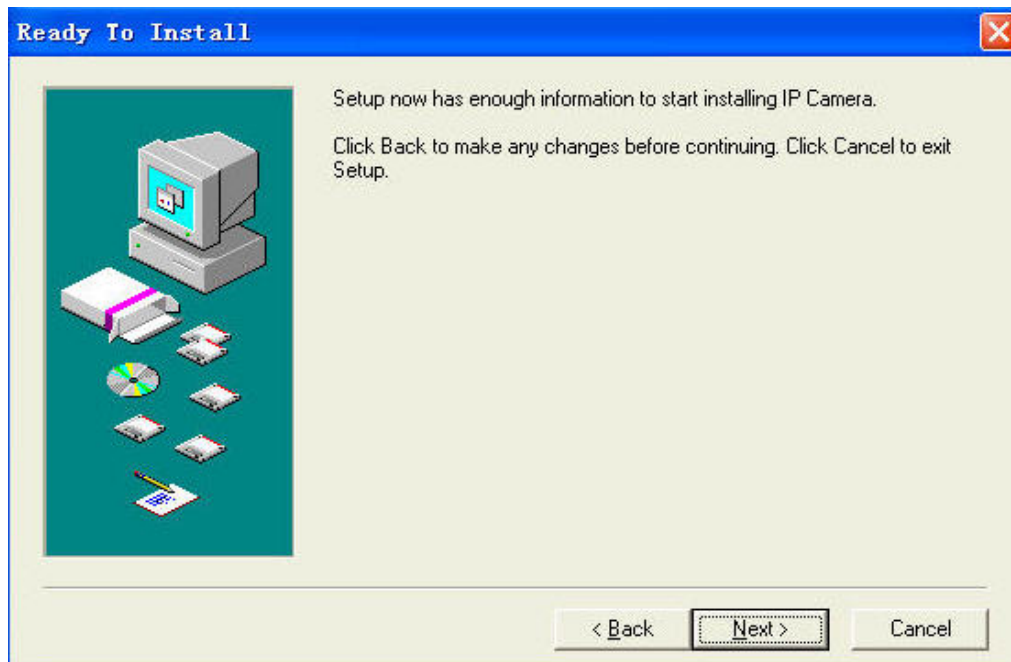 Ready To Install
Setup now has enough information to start installing IP Camera.
Click Back to make any changes before continuing. Click Cancel to exit
Setup.
< Back
Next >
Cancel